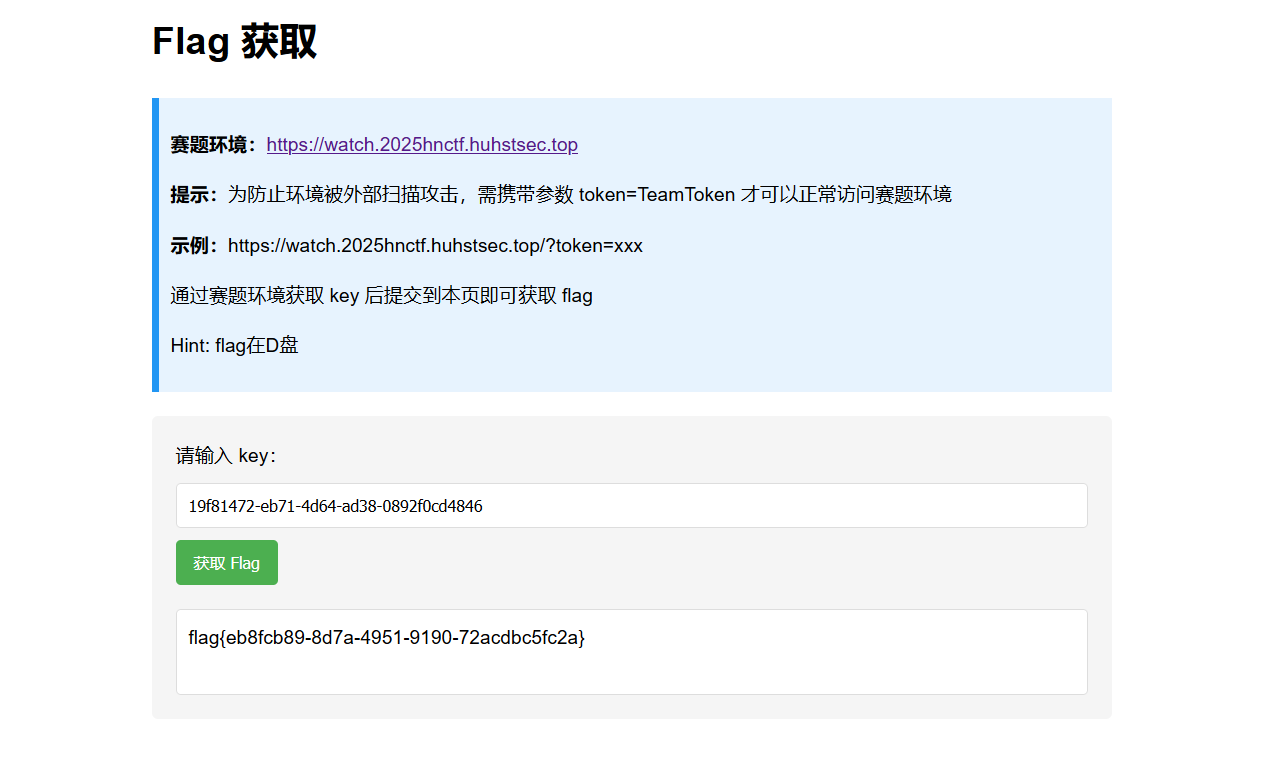 Flag 获取
赛题环境：https://watch.2025hnctf.huhstsec.top
提示：为防止环境被外部扫描攻击，需携带参数 token=TeamToken 才可以正常访问赛题环境
示例：https://watch.2025hnctf.huhstsec.top/?token=xxx
通过赛题环境获取 key 后提交到本页即可获取 flag
Hint: flag在D盘
请输入 key：
19f81472-eb71-4d64-ad38-0892f0cd4846
获取 Flag
flag{eb8fcb89-8d7a-4951-9190-72acdbc5fc2a}